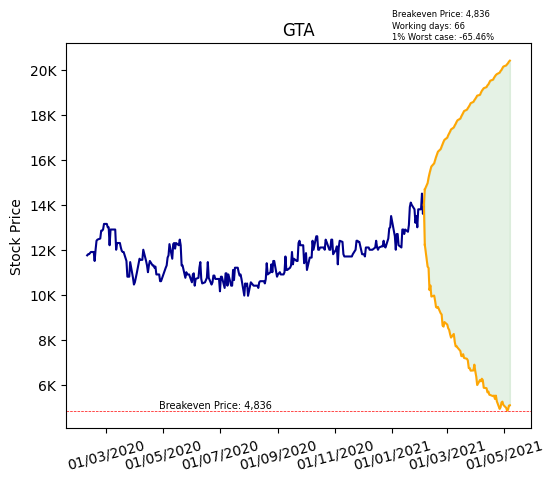 Breakeven Price: 4,836
Working days: 66
1% Worst case: -65.46%
GTA
Stock Price
20K
18K
16K
14K
12K
10K
8K
6K
Breakeven Price: 4,836
01/03/2020
01/05/2020
01/07/2020
01/09/2020
01/11/2020
01/01/2021
01/03/2021
01/05/2021